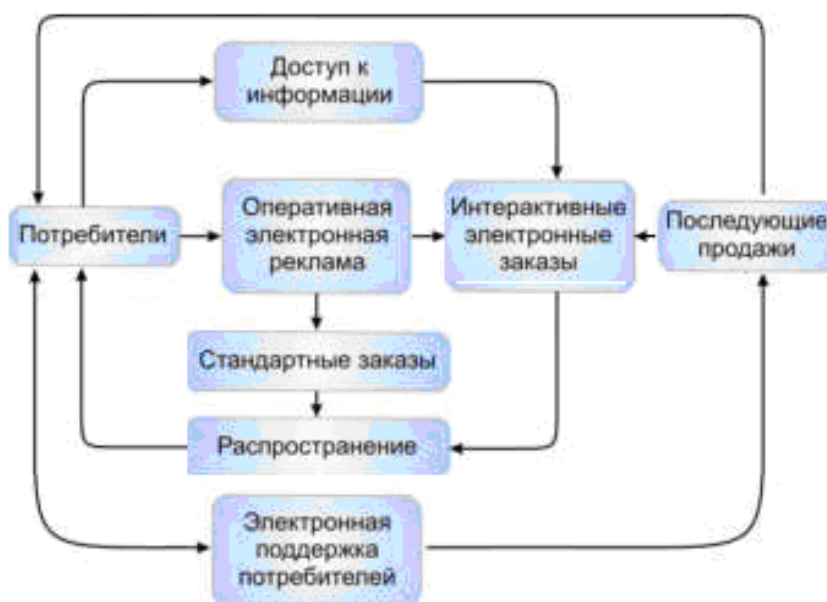 Доступ к
информации
Потребители
Оперативная
электронная
реклама
Интерактивные
электронные
заказы
Последующие
продажи
Стандартные заказы
Распространение
Электронная
поддержка
потребителей